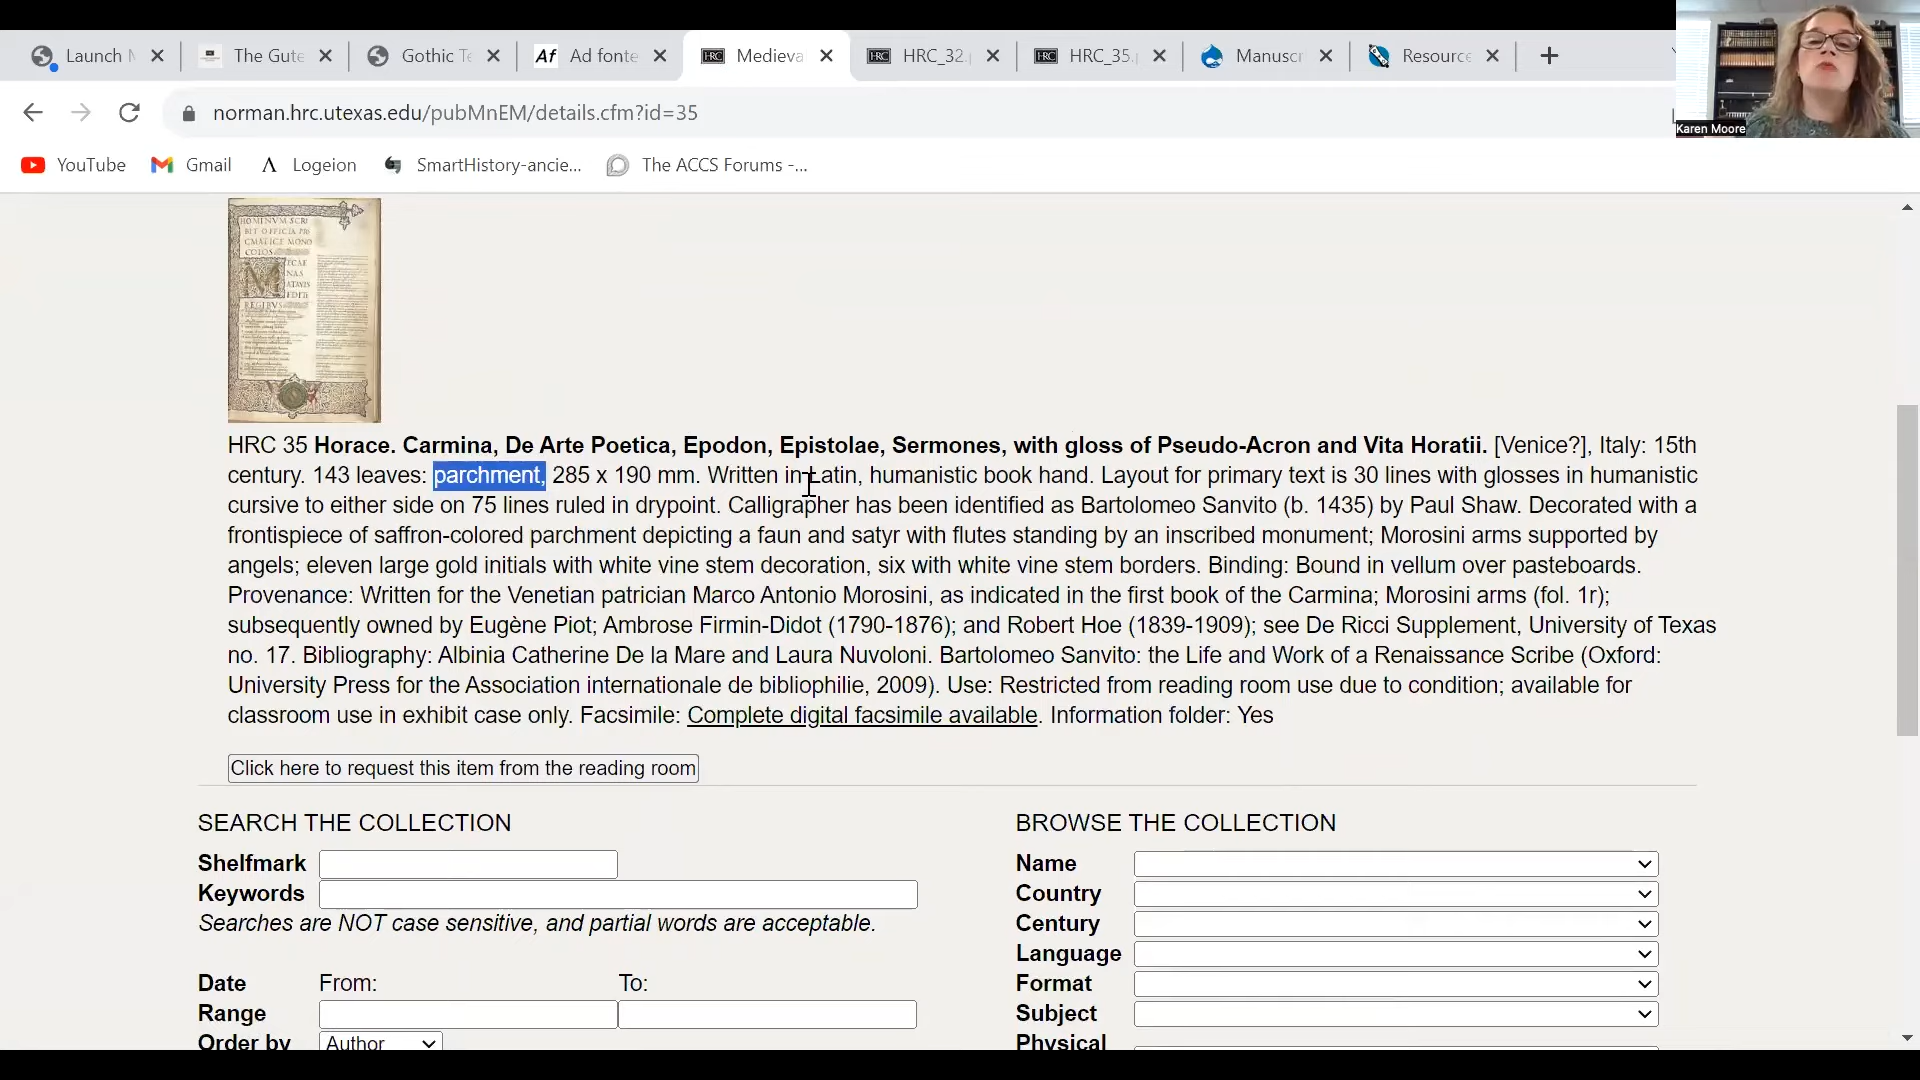 Launch M
The Gute
Gothic Te
Af Ad fonte
HRC Medieva
HRC HRC_32.p
HRC HRC_35.p
Manuscr
Resource
norman.hrc.utexas.edu/pubMnEM/details.cfm?id=35
Karen Moore
YouTube
Gmail
Logeion
SmartHistory-ancie...
The ACCS Forums -...
HOMINVM SCRI
BIT OFFICIA PRO
REGIBVS
HRC 35 Horace. Carmina, De Arte Poetica, Epodon, Epistolae, Sermones, with gloss of Pseudo-Acron and Vita Horatii. [Venice?], Italy: 15th
century. 143 leaves: parchment, 285 x 190 mm. Written in Latin, humanistic book hand. Layout for primary text is 30 lines with glosses in humanistic
cursive to either side on 75 lines ruled in drypoint. Calligrapher has been identified as Bartolomeo Sanvito (b. 1435) by Paul Shaw. Decorated with a
frontispiece of saffron-colored parchment depicting a faun and satyr with flutes standing by an inscribed monument; Morosini arms supported by
angels; eleven large gold initials with white vine stem decoration, six with white vine stem borders. Binding: Bound in vellum over pasteboards.
Provenance: Written for the Venetian patrician Marco Antonio Morosini, as indicated in the first book of the Carmina; Morosini arms (fol. 1r);
subsequently owned by Eugène Piot; Ambrose Firmin-Didot (1790-1876); and Robert Hoe (1839-1909); see De Ricci Supplement, University of Texas
no. 17. Bibliography: Albinia Catherine De la Mare and Laura Nuvoloni. Bartolomeo Sanvito: the Life and Work of a Renaissance Scribe (Oxford:
University Press for the Association internationale de bibliophilie, 2009). Use: Restricted from reading room use due to condition; available for
classroom use in exhibit case only. Facsimile: Complete digital facsimile available. Information folder: Yes
Click here to request this item from the reading room
SEARCH THE COLLECTION
Shelfmark
Keywords
Searches are NOT case sensitive, and partial words are acceptable.
Date From: To:
Range
Order by Author
BROWSE THE COLLECTION
Name
Country
Century
Language
Format
Subject
Physical